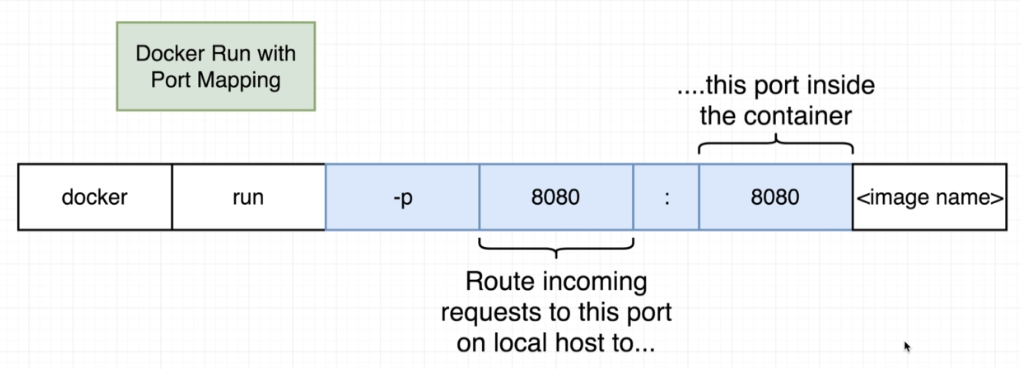 Docker Run with
Port Mapping
....this port inside
the container
docker run -p 8080 : 8080 <image name>
Route incoming
requests to this port
on local host to...